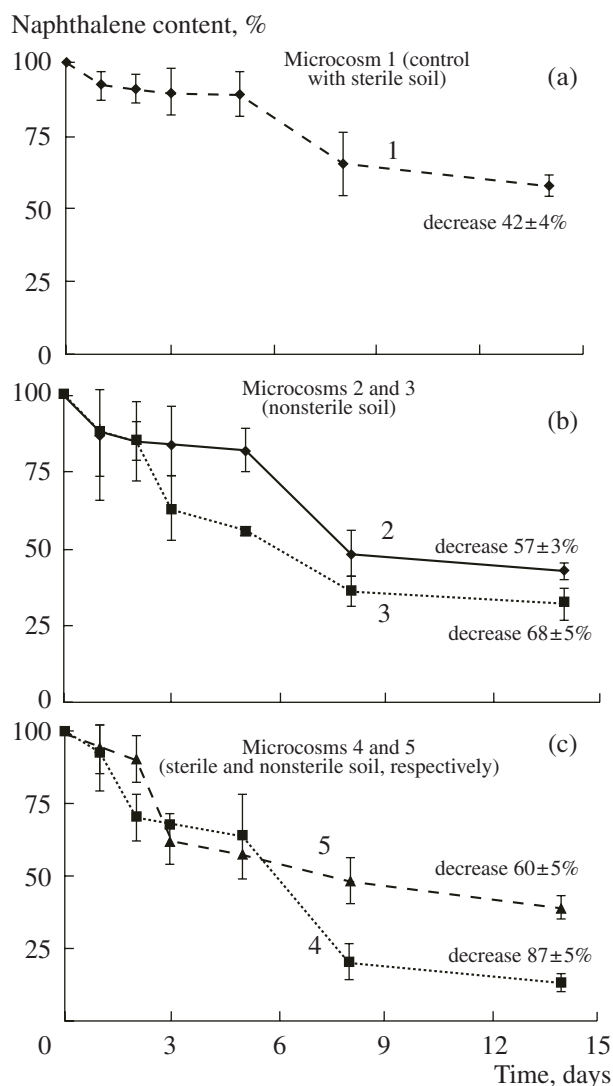 Naphthalene content, %
100
75
50
25
0
Microcosm 1 (control
with sterile soil)
(a)
1
decrease 42±4%
100
75
50
25
0
Microcosms 2 and 3
(nonsterile soil)
(b)
2
decrease 57±3%
3
decrease 68±5%
100
75
50
25
Microcosms 4 and 5
(sterile and nonsterile soil, respectively)
(c)
5
decrease 60±5%
4
decrease 87±5%
0 3 6 9 12 15
Time, days